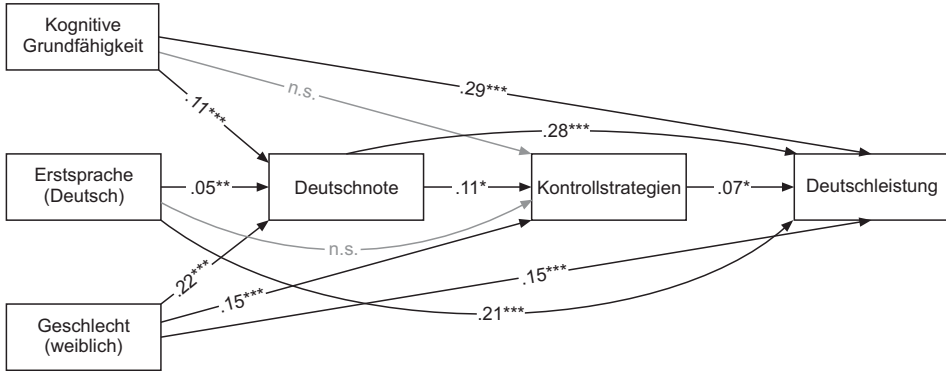 Kognitive
Grundfähigkeit
n.s.
.29***
.11***
.28***
Erstsprache
(Deutsch)
.05**
Deutschnote
.11*
Kontrollstrategien
.07*
Deutschleistung
n.s.
.22***
.15***
.15***
.21***
Geschlecht
(weiblich)